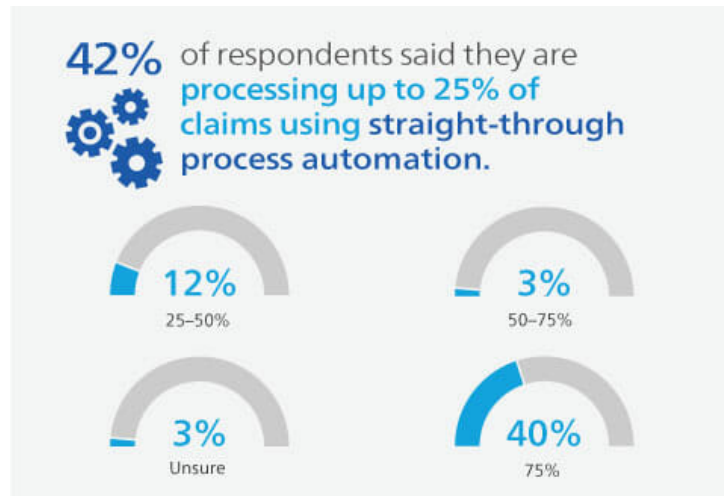 42% of respondents said they are
processing up to 25% of
claims using straight-through
process automation.
12%
25–50%
3%
50–75%
3%
Unsure
40%
75%